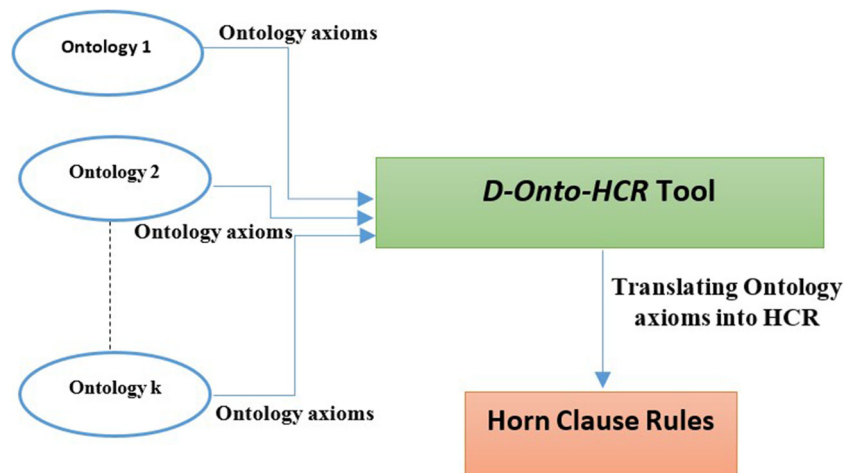 Ontology 1
Ontology axioms
Ontology 2
D-Onto-HCR Tool
Ontology axioms
Translating Ontology
axioms into HCR
Ontology k
Ontology axioms
Horn Clause Rules